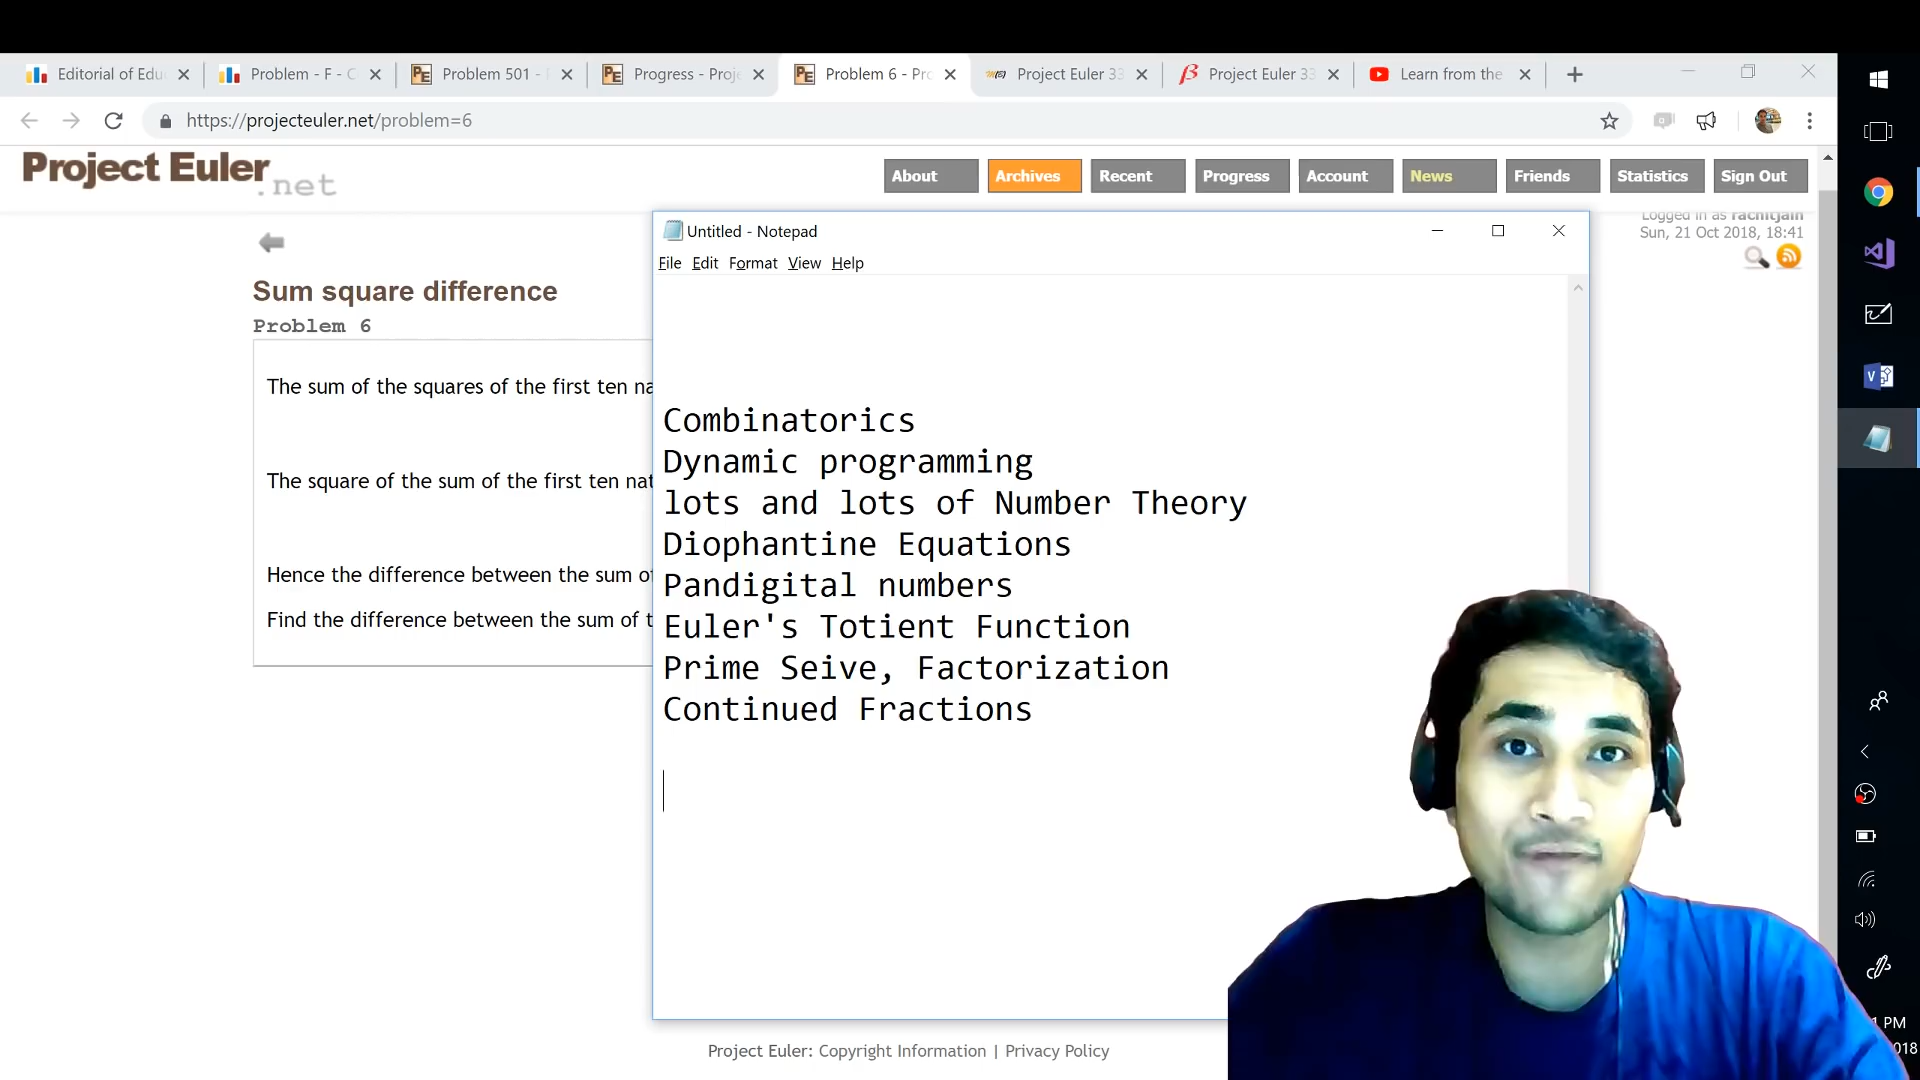 Editorial of Edu
Problem - F - C
Problem 501 -
Progress - Proj
Problem 6 - Pro
Project Euler 33
Project Euler 33
Learn from the
https://projecteuler.net/problem=6
Project Euler
.net
About
Archives
Recent
Progress
Account
News
Friends
Statistics
Sign Out
Logged in as rachitjain
Sun, 21 Oct 2018, 18:41
Untitled - Notepad
File Edit Format View Help
Sum square difference
Problem 6
The sum of the squares of the first ten na
The square of the sum of the first ten nat
Hence the difference between the sum of
Find the difference between the sum of t
Combinatorics
Dynamic programming
lots and lots of Number Theory
Diophantine Equations
Pandigital numbers
Euler's Totient Function
Prime Seive, Factorization
Continued Fractions
Project Euler: Copyright Information | Privacy Policy
PM
018